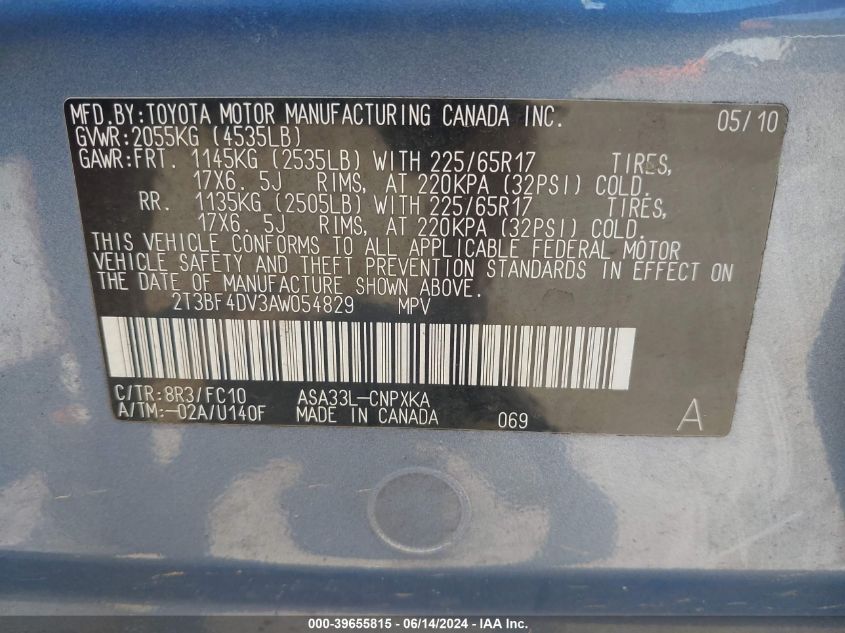 MFD.BY:TOYOTA MOTOR MANUFACTURING CANADA INC. 05/10
GVWR:2055KG (4535LB)
GAWR:FRT. 1145KG (2535LB) WITH 225/65R17 TIRES,
17X6. 5J RIMS, AT 220KPA (32PSI) COLD.
RR. 1135KG (2505LB) WITH 225/65R17 TIRES,
17X6. 5J RIMS, AT 220KPA (32PSI) COLD.
THIS VEHICLE CONFORMS TO ALL APPLICABLE FEDERAL MOTOR
VEHICLE SAFETY AND THEFT PREVENTION STANDARDS IN EFFECT ON
THE DATE OF MANUFACTURE SHOWN ABOVE.
2T3BF4DV3AW054829 MPV
C/TR:8R3/FC10 ASA33L-CNPXKA
A/TM:-02A/U140F MADE IN CANADA 069 A
000-39655815 - 06/14/2024 - IAA Inc.